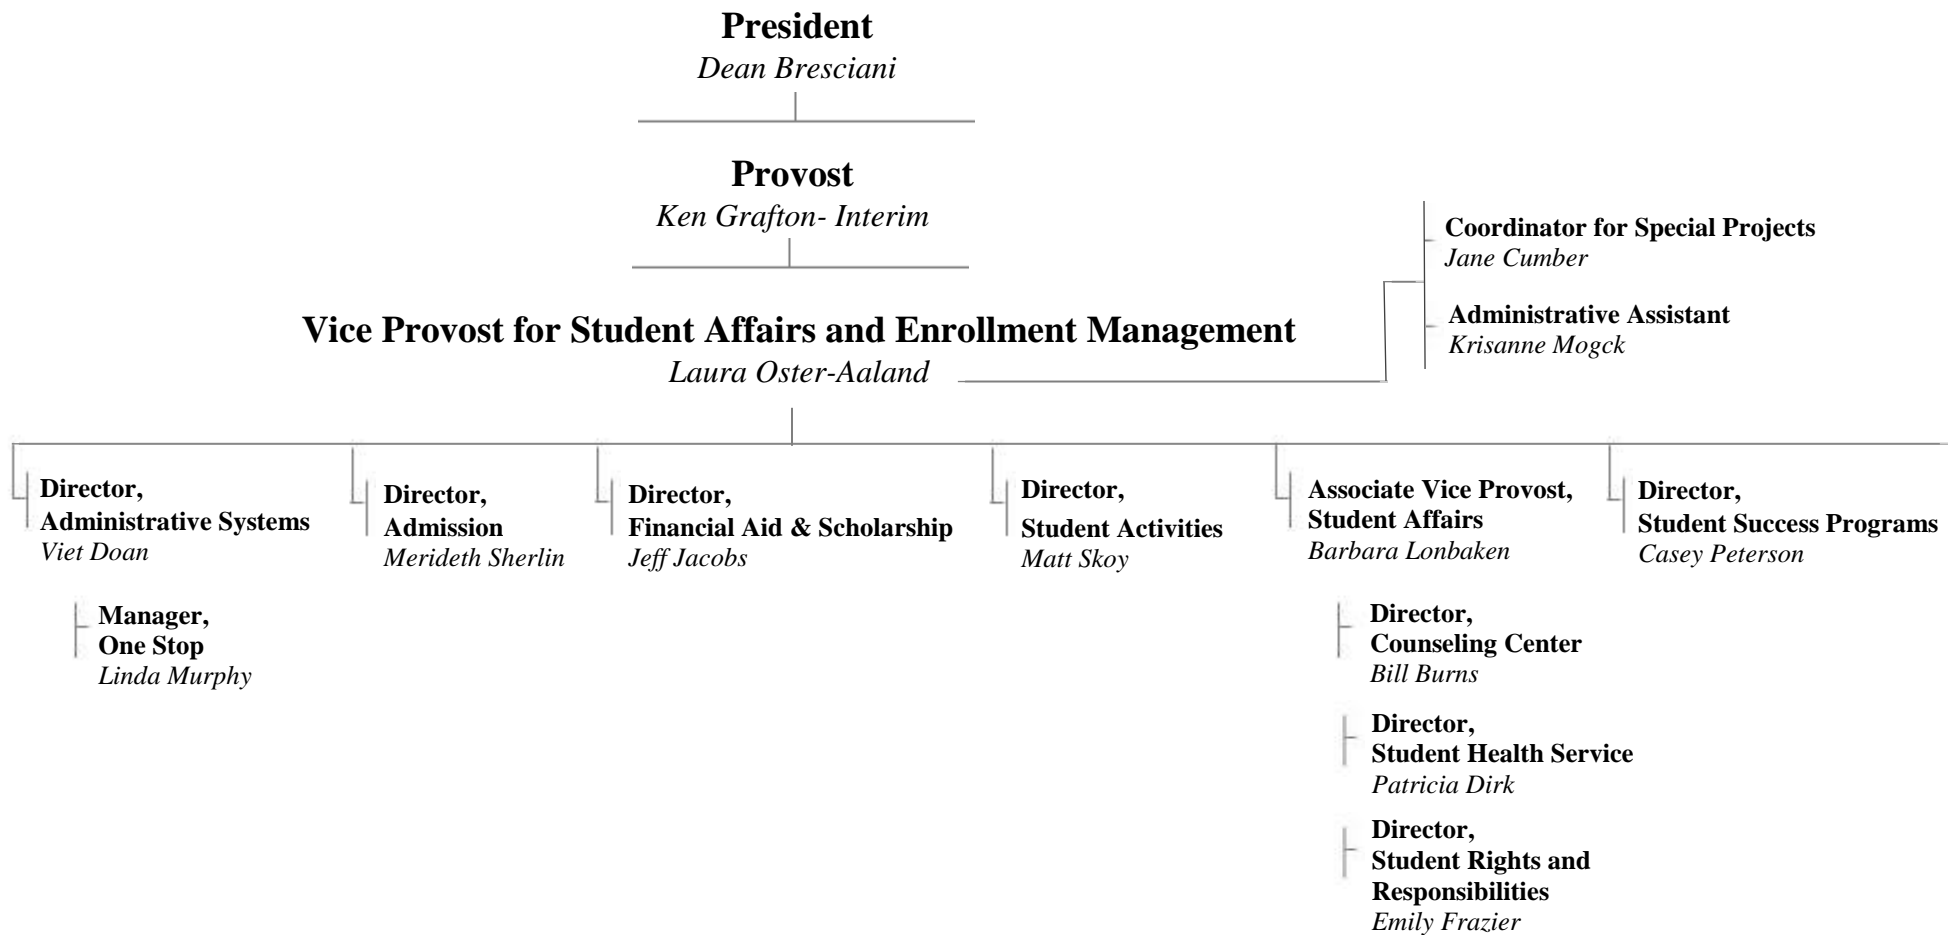 President
Dean Bresciani
Provost
Ken Grafton- Interim
Coordinator for Special Projects
Jane Cumber
Administrative Assistant
Krisanne Mogck
Vice Provost for Student Affairs and Enrollment Management
Laura Oster-Aaland
Director,
Administrative Systems
Viet Doan
Manager,
One Stop
Linda Murphy
Director,
Admission
Merideth Sherlin
Director,
Financial Aid & Scholarship
Jeff Jacobs
Director,
Student Activities
Matt Skoy
Associate Vice Provost,
Student Affairs
Barbara Lonbaken
Director,
Counseling Center
Bill Burns
Director,
Student Health Service
Patricia Dirk
Director,
Student Rights and
Responsibilities
Emily Frazier
Director,
Student Success Programs
Casey Peterson